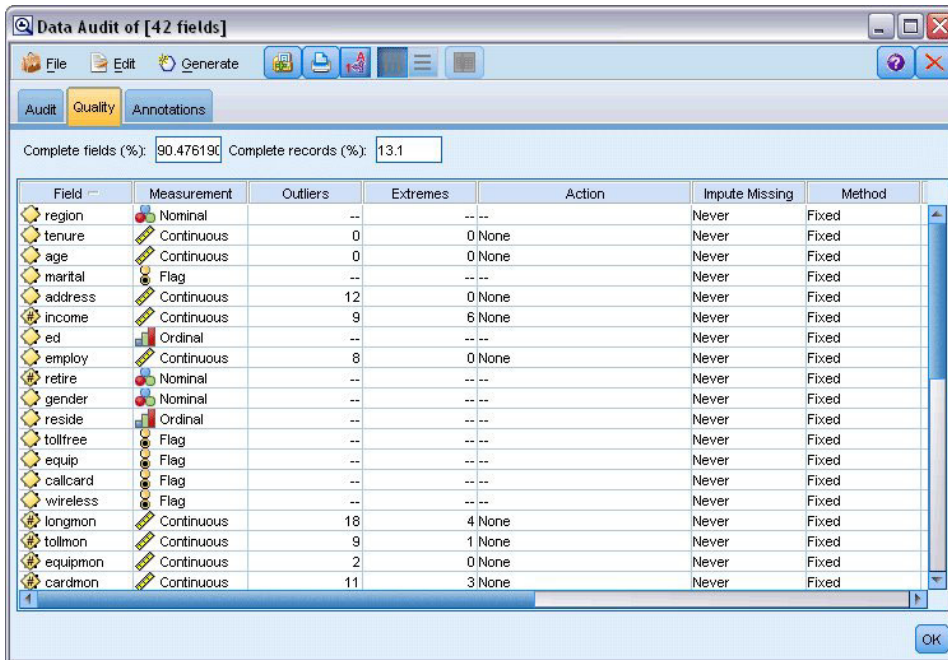 Data Audit of [42 fields]
File Edit Generate
Audit Quality Annotations
Complete fields (%): 90.476190 Complete records (%): 13.1
Field Measurement Outliers Extremes Action Impute Missing Method
region Nominal -- -- -- Never Fixed
tenure Continuous 0 0 None Never Fixed
age Continuous 0 0 None Never Fixed
marital Flag -- -- -- Never Fixed
address Continuous 12 0 None Never Fixed
income Continuous 9 6 None Never Fixed
ed Ordinal -- -- -- Never Fixed
employ Continuous 8 0 None Never Fixed
retire Nominal -- -- -- Never Fixed
gender Nominal -- -- -- Never Fixed
reside Ordinal -- -- -- Never Fixed
tollfree Flag -- -- -- Never Fixed
equip Flag -- -- -- Never Fixed
callcard Flag -- -- -- Never Fixed
wireless Flag -- -- -- Never Fixed
longmon Continuous 18 4 None Never Fixed
tollmon Continuous 9 1 None Never Fixed
equipmon Continuous 2 0 None Never Fixed
cardmon Continuous 11 3 None Never Fixed
OK